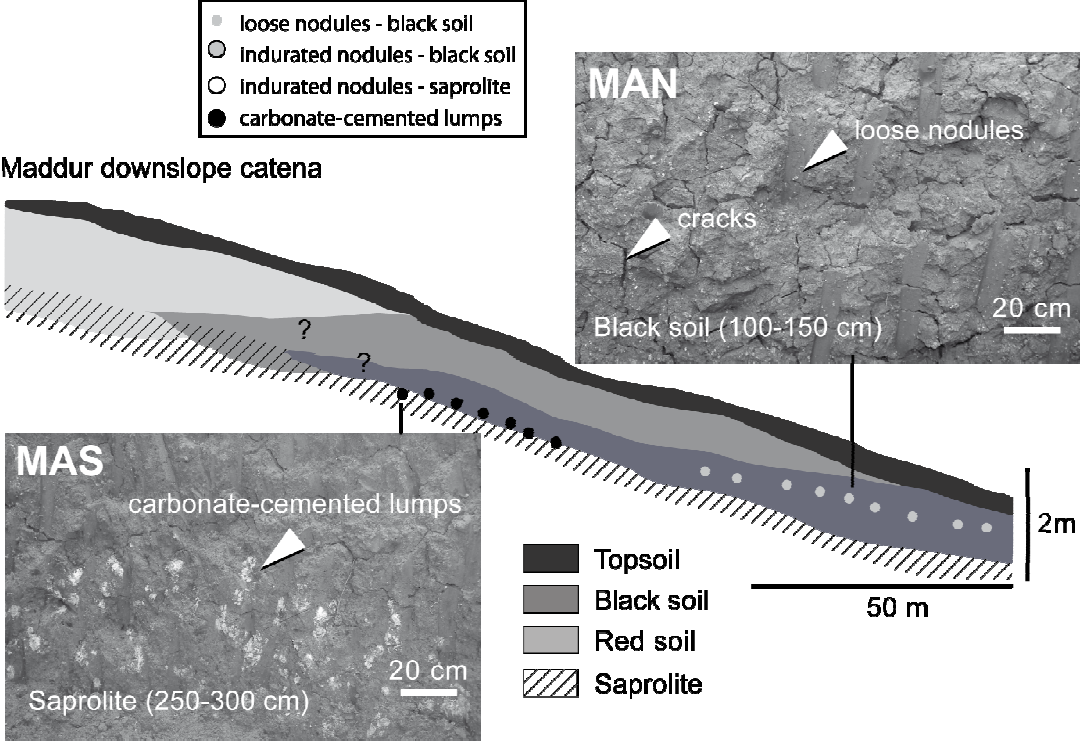 loose nodules - black soil
indurated nodules - black soil
indurated nodules - saprolite
carbonate-cemented lumps
Maddur downslope catena
MAN
loose nodules
cracks
20 cm
Black soil (100-150 cm)
?
?
MAS
carbonate-cemented lumps
20 cm
Saprolite (250-300 cm)
2m
50 m
Topsoil
Black soil
Red soil
Saprolite